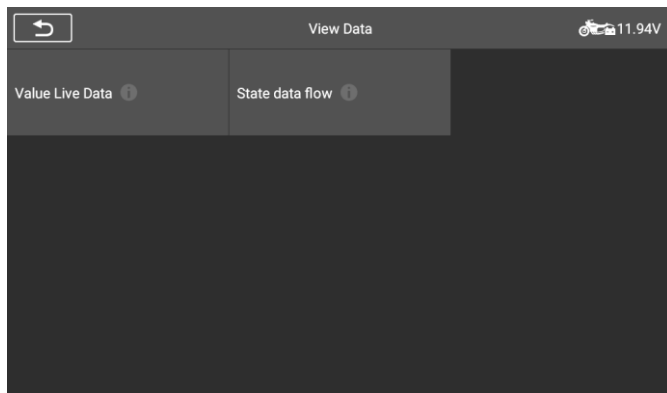 View Data
11.94V
Value Live Data
State data flow